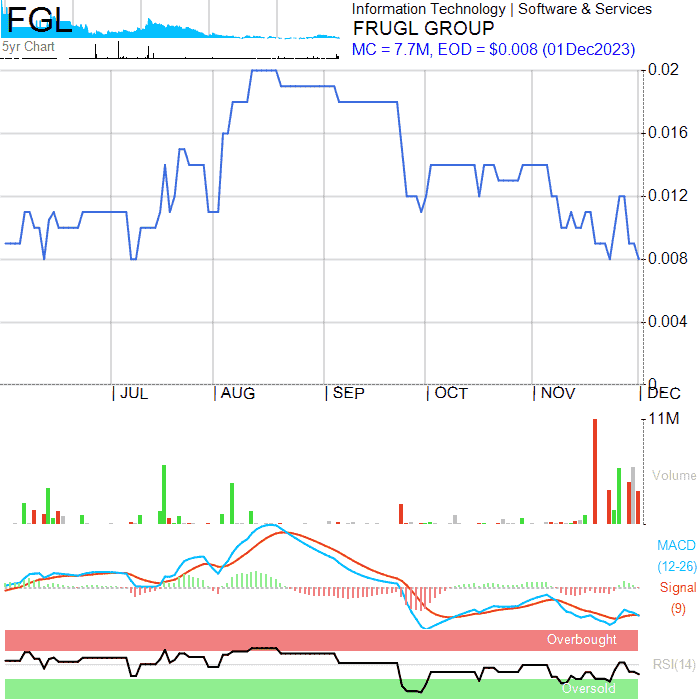 FGL
5yr Chart
Information Technology | Software & Services
FRUGL GROUP
MC = 7.7M, EOD = $0.008 (01Dec2023)
0.02
0.016
0.012
0.008
0.004
0
| JUL | AUG | SEP | OCT | NOV | DEC
11M
Volume
MACD
(12-26)
Signal
(9)
Overbought
RSI(14)
Oversold